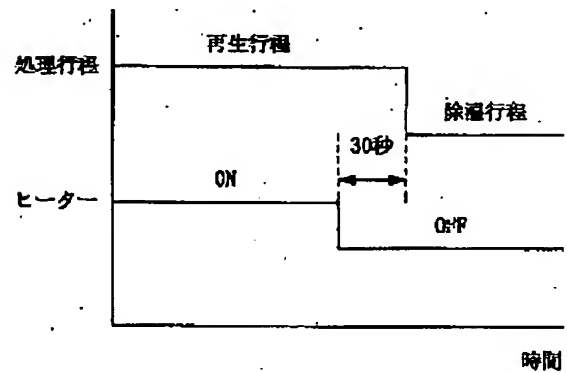 再生行程
処理行程
除湿行程
30秒
ON
ヒーター
OFF
時間